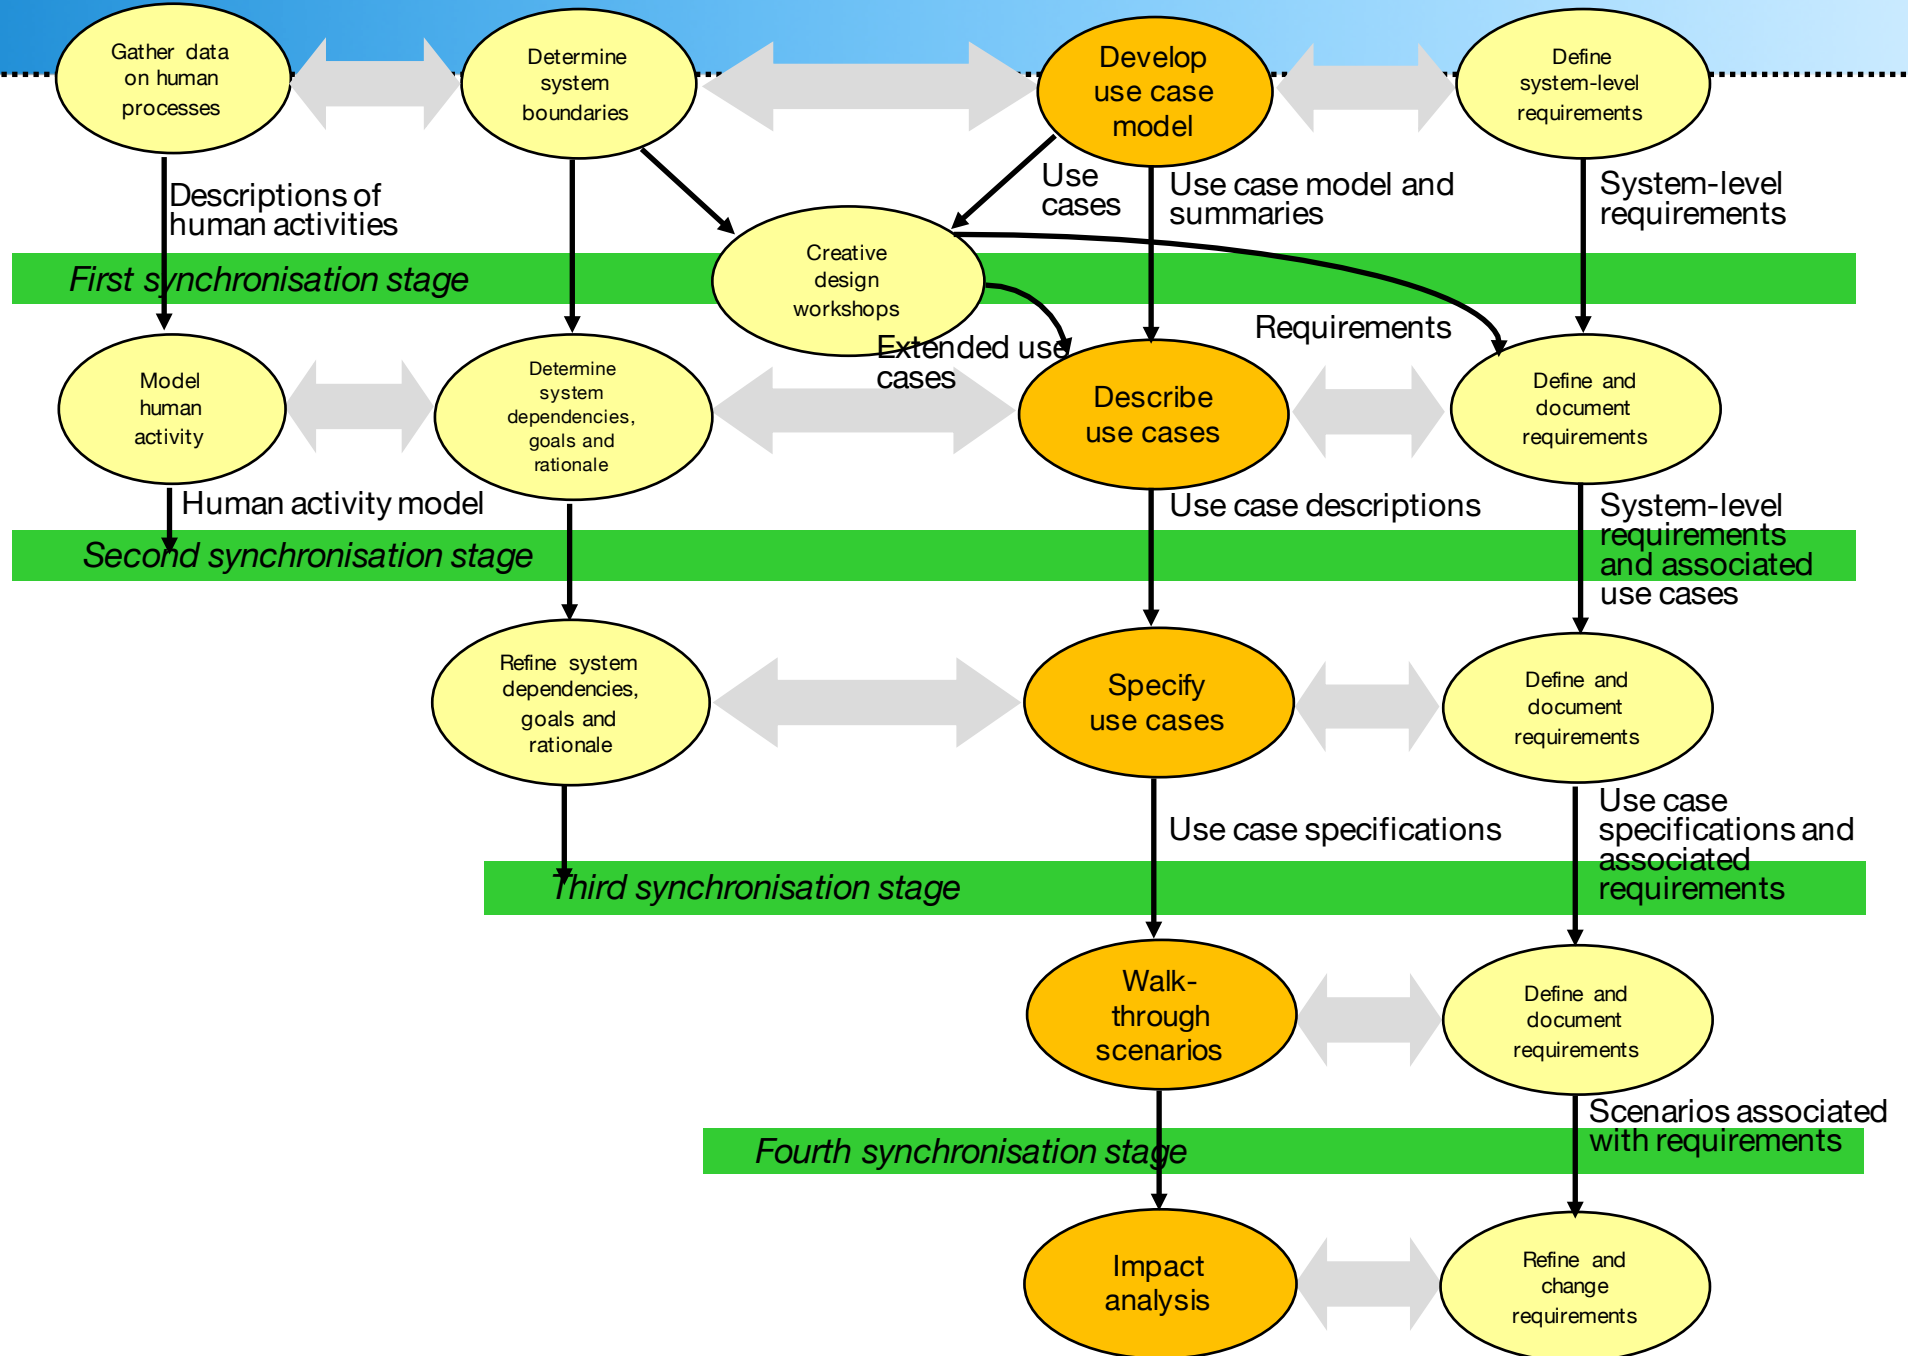 Gather data
on human
processes
Determine
system
boundaries
Develop
use case
model
Define
system-level
requirements
Descriptions of
human activities
Use
cases
Use case model and
summaries
System-level
requirements
Creative
design
workshops
First synchronisation stage
Extended use
cases
Requirements
Model
human
activity
Determine
system
dependencies,
goals and
rationale
Describe
use cases
Define and
document
requirements
Human activity model
Use case descriptions
System-level
requirements
and associated
use cases
Second synchronisation stage
Refine system
dependencies,
goals and
rationale
Specify
use cases
Define and
document
requirements
Use case specifications
Use case
specifications and
associated
requirements
Third synchronisation stage
Walk-
through
scenarios
Define and
document
requirements
Scenarios associated
with requirements
Fourth synchronisation stage
Impact
analysis
Refine and
change
requirements